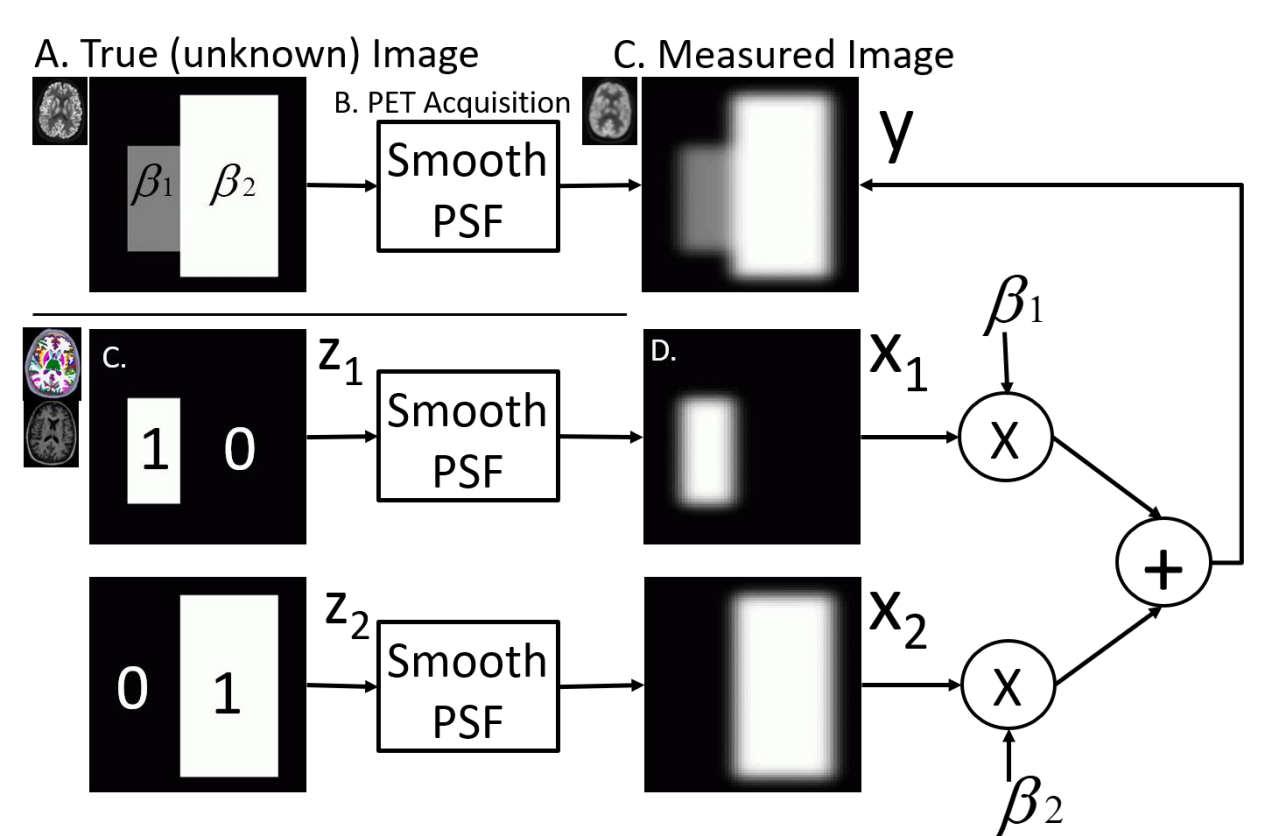 A. True (unknown) Image
C. Measured Image
B. PET Acquisition
β1
β2
Smooth
PSF
y
β1
C.
1
0
z1
Smooth
PSF
D.
x1
X
+
0
1
z2
Smooth
PSF
x2
X
β2